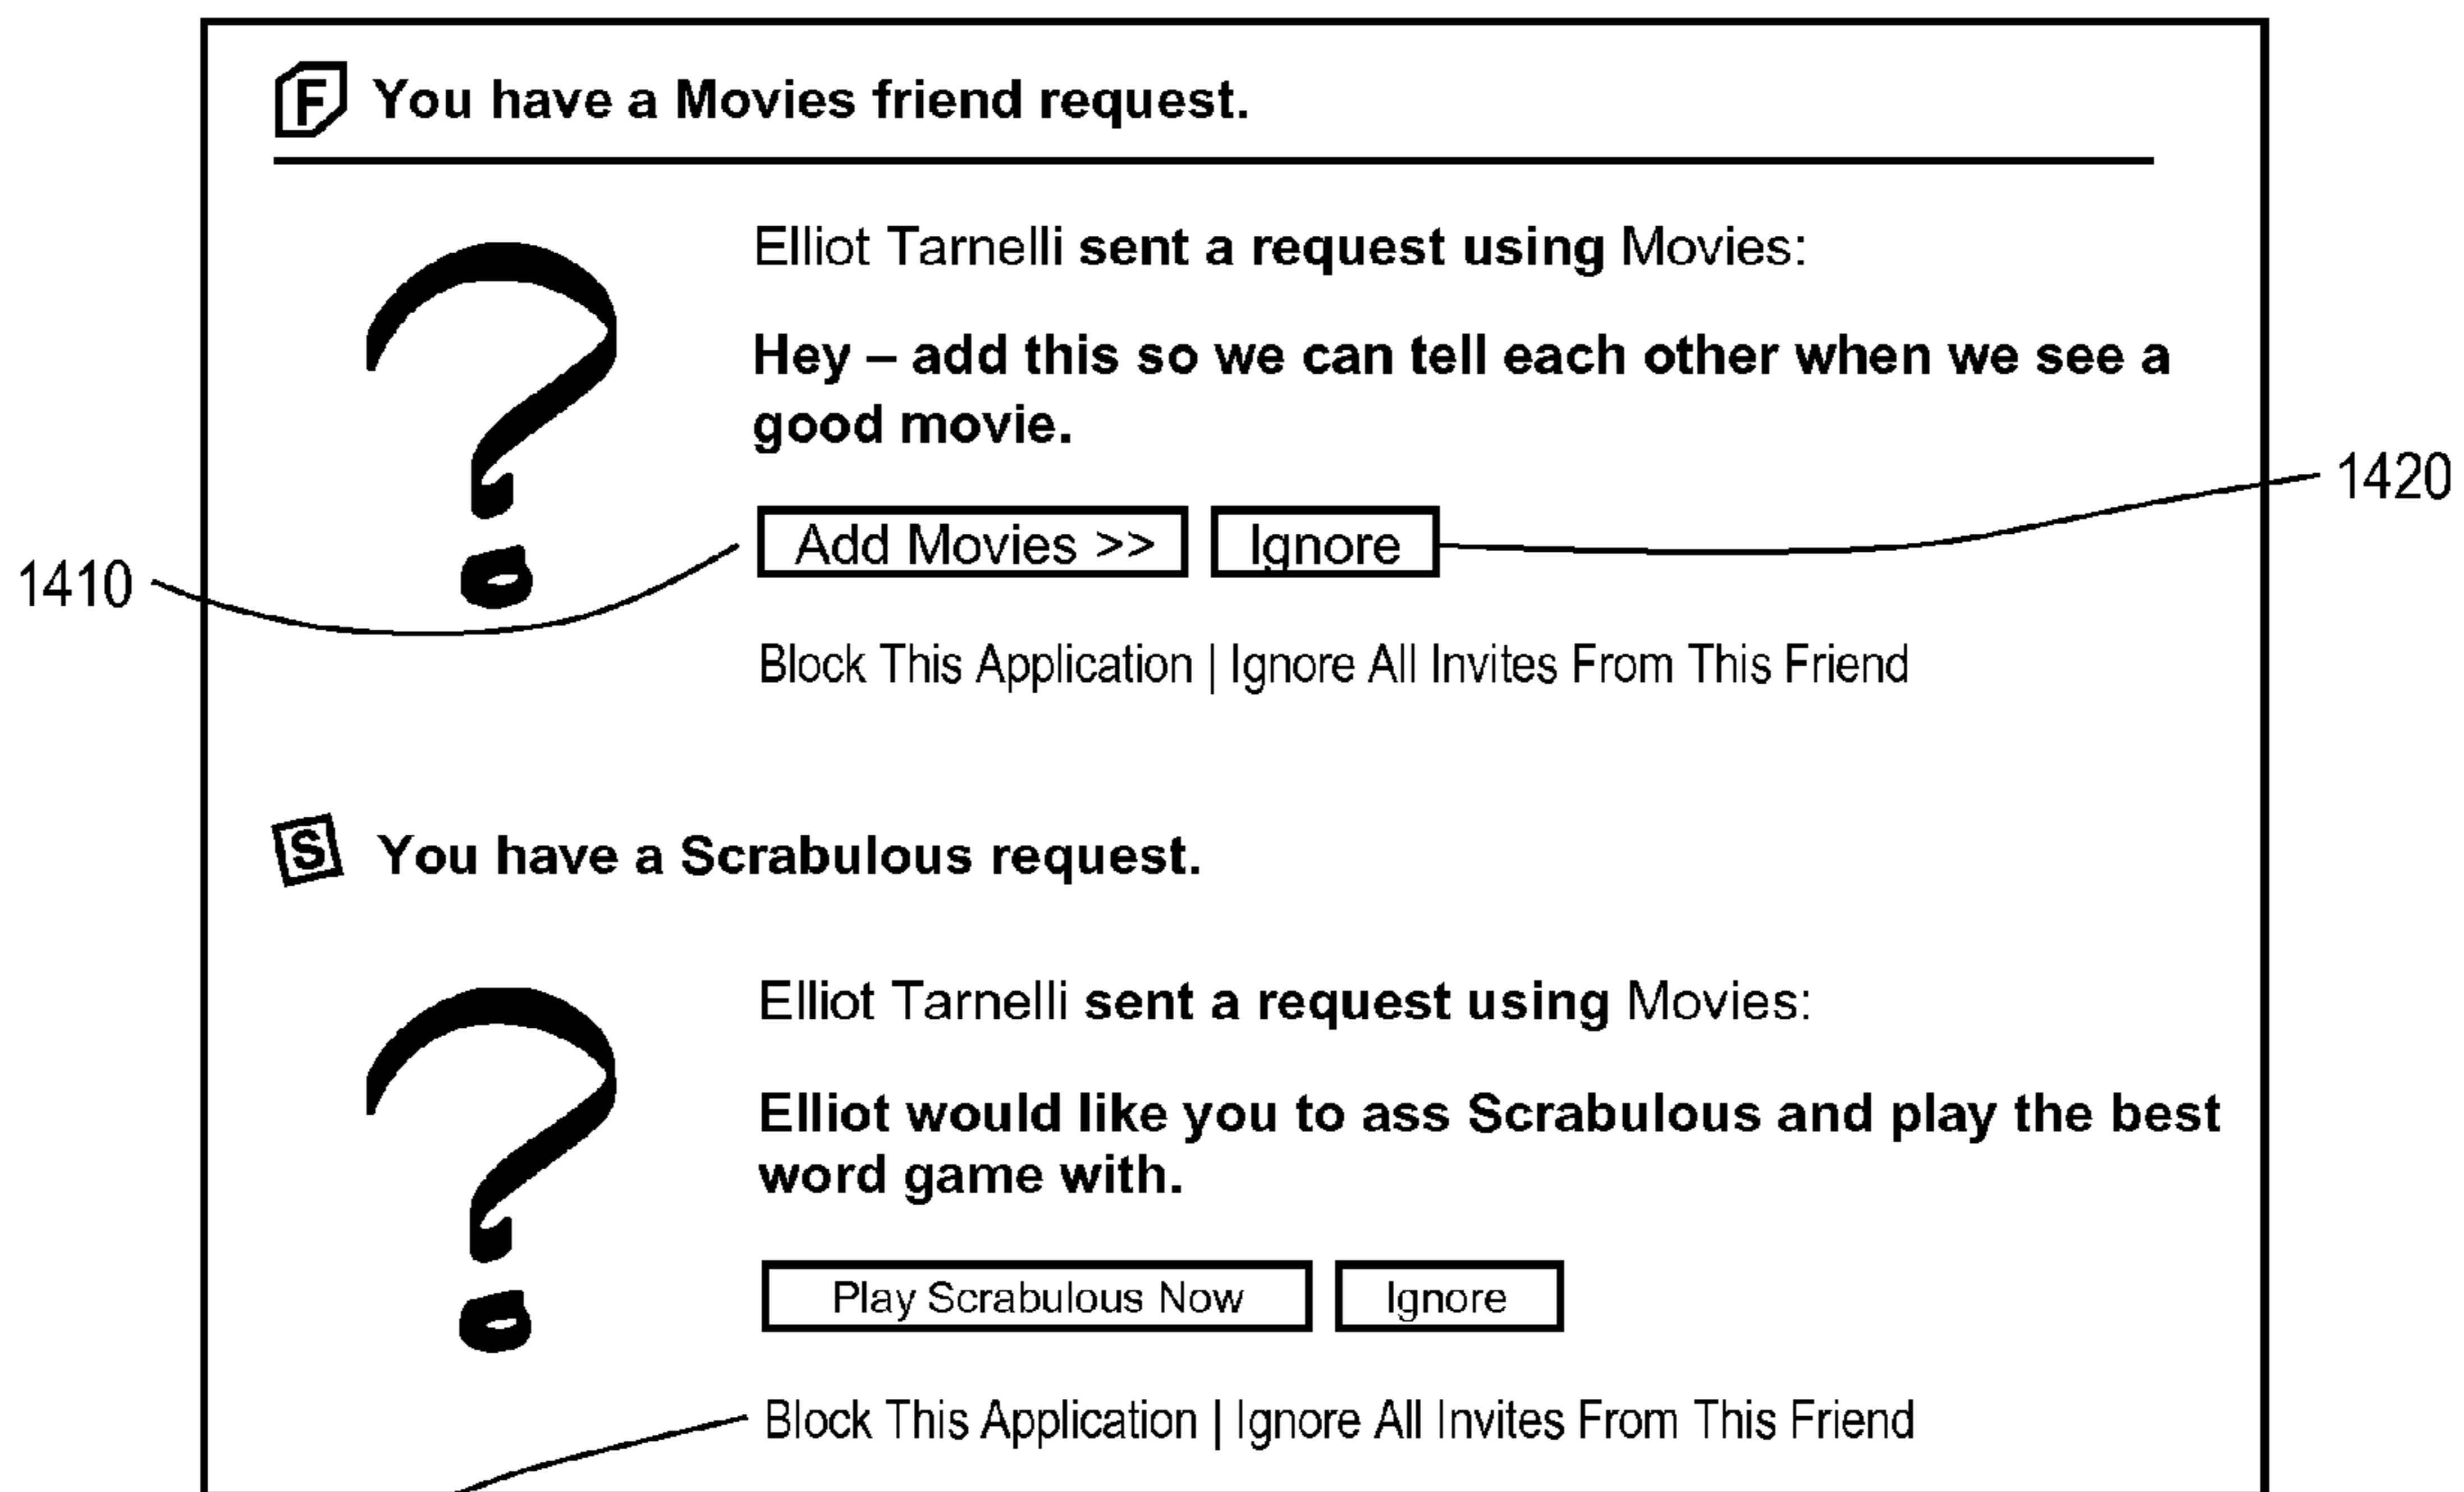 F You have a Movies friend request.
Elliot Tarnelli sent a request using Movies:
Hey – add this so we can tell each other when we see a
good movie.
1420
Add Movies >> Ignore
1410
Block This Application | Ignore All Invites From This Friend
S You have a Scrabulous request.
Elliot Tarnelli sent a request using Movies:
Elliot would like you to ass Scrabulous and play the best
word game with.
Play Scrabulous Now Ignore
Block This Application | Ignore All Invites From This Friend